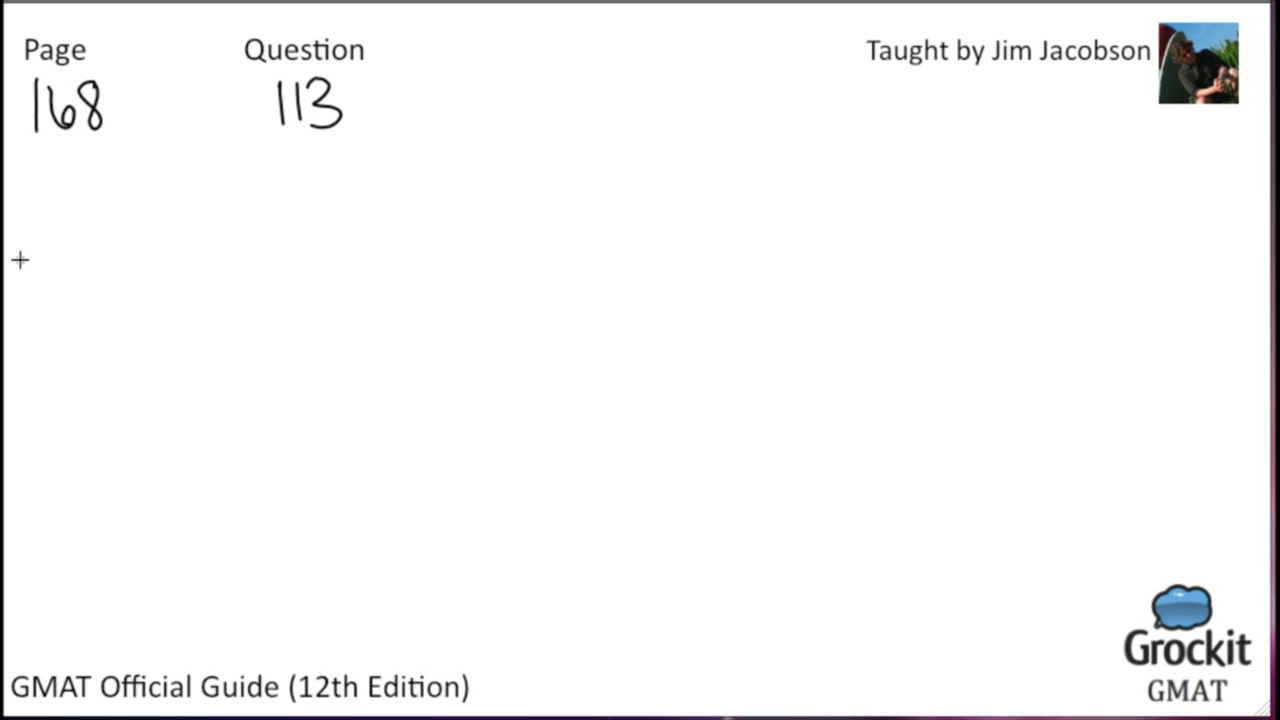 Page Question Taught by Jim Jacobson
168 113
Grockit
GMAT
GMAT Official Guide (12th Edition)